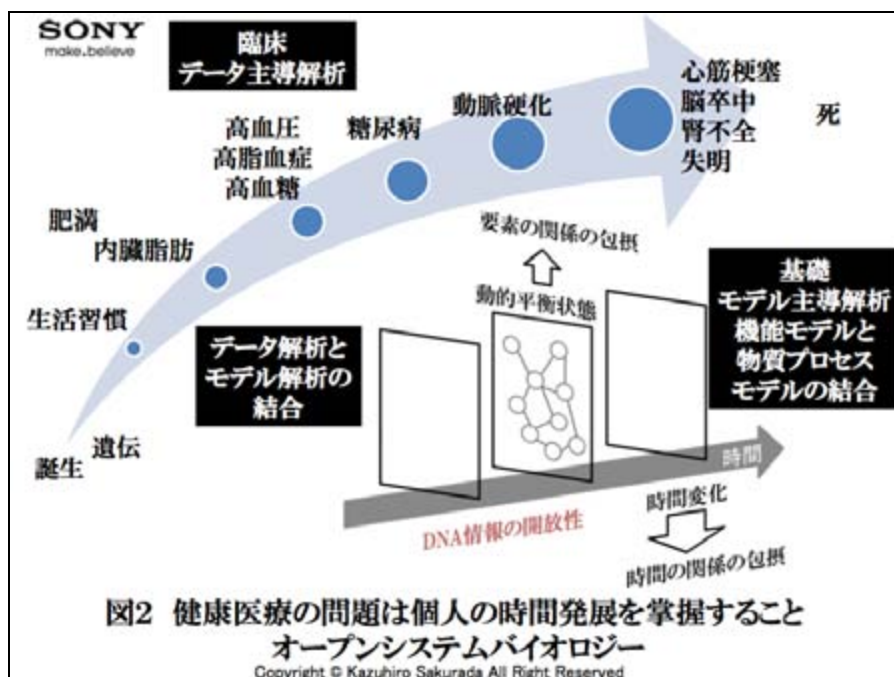 SONY
make.believe
臨床
データ主導解析
心筋梗塞
脳卒中
腎不全
失明
死
動脈硬化
糖尿病
高血圧
高脂血症
高血糖
肥満
内臓脂肪
生活習慣
誕生
遺伝
要素の関係の包摂
動的平衡状態
データ解析と
モデル解析の
結合
基礎
モデル主導解析
機能モデルと
物質プロセス
モデルの結合
時間
DNA情報の開放性
時間変化
時間の関係の包摂
図2 健康医療の問題は個人の時間発展を掌握すること
オープンシステムバイオロジー
Copyright © Kazuhiro Sakurada All Right Reserved